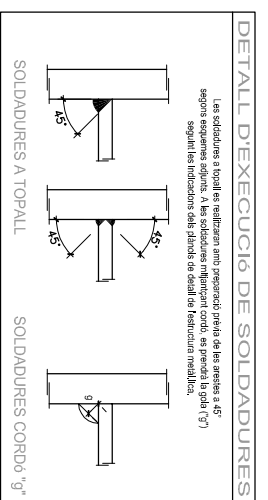 DETALL D'EXECUCIÓ DE SOLDADURES
Les soldadures a topall es realitzaran amb preparació prèvia de les arestes a 45°
segons esquemes adjunts. A les soldadures mitjançant cordó, es prendrà la gola ("g")
seguint les indicacions dels plànols de detall de l'estructura metàl·lica.
45°
45°
45°
g
SOLDADURES A TOPALL
SOLDADURES CORDÓ "g"